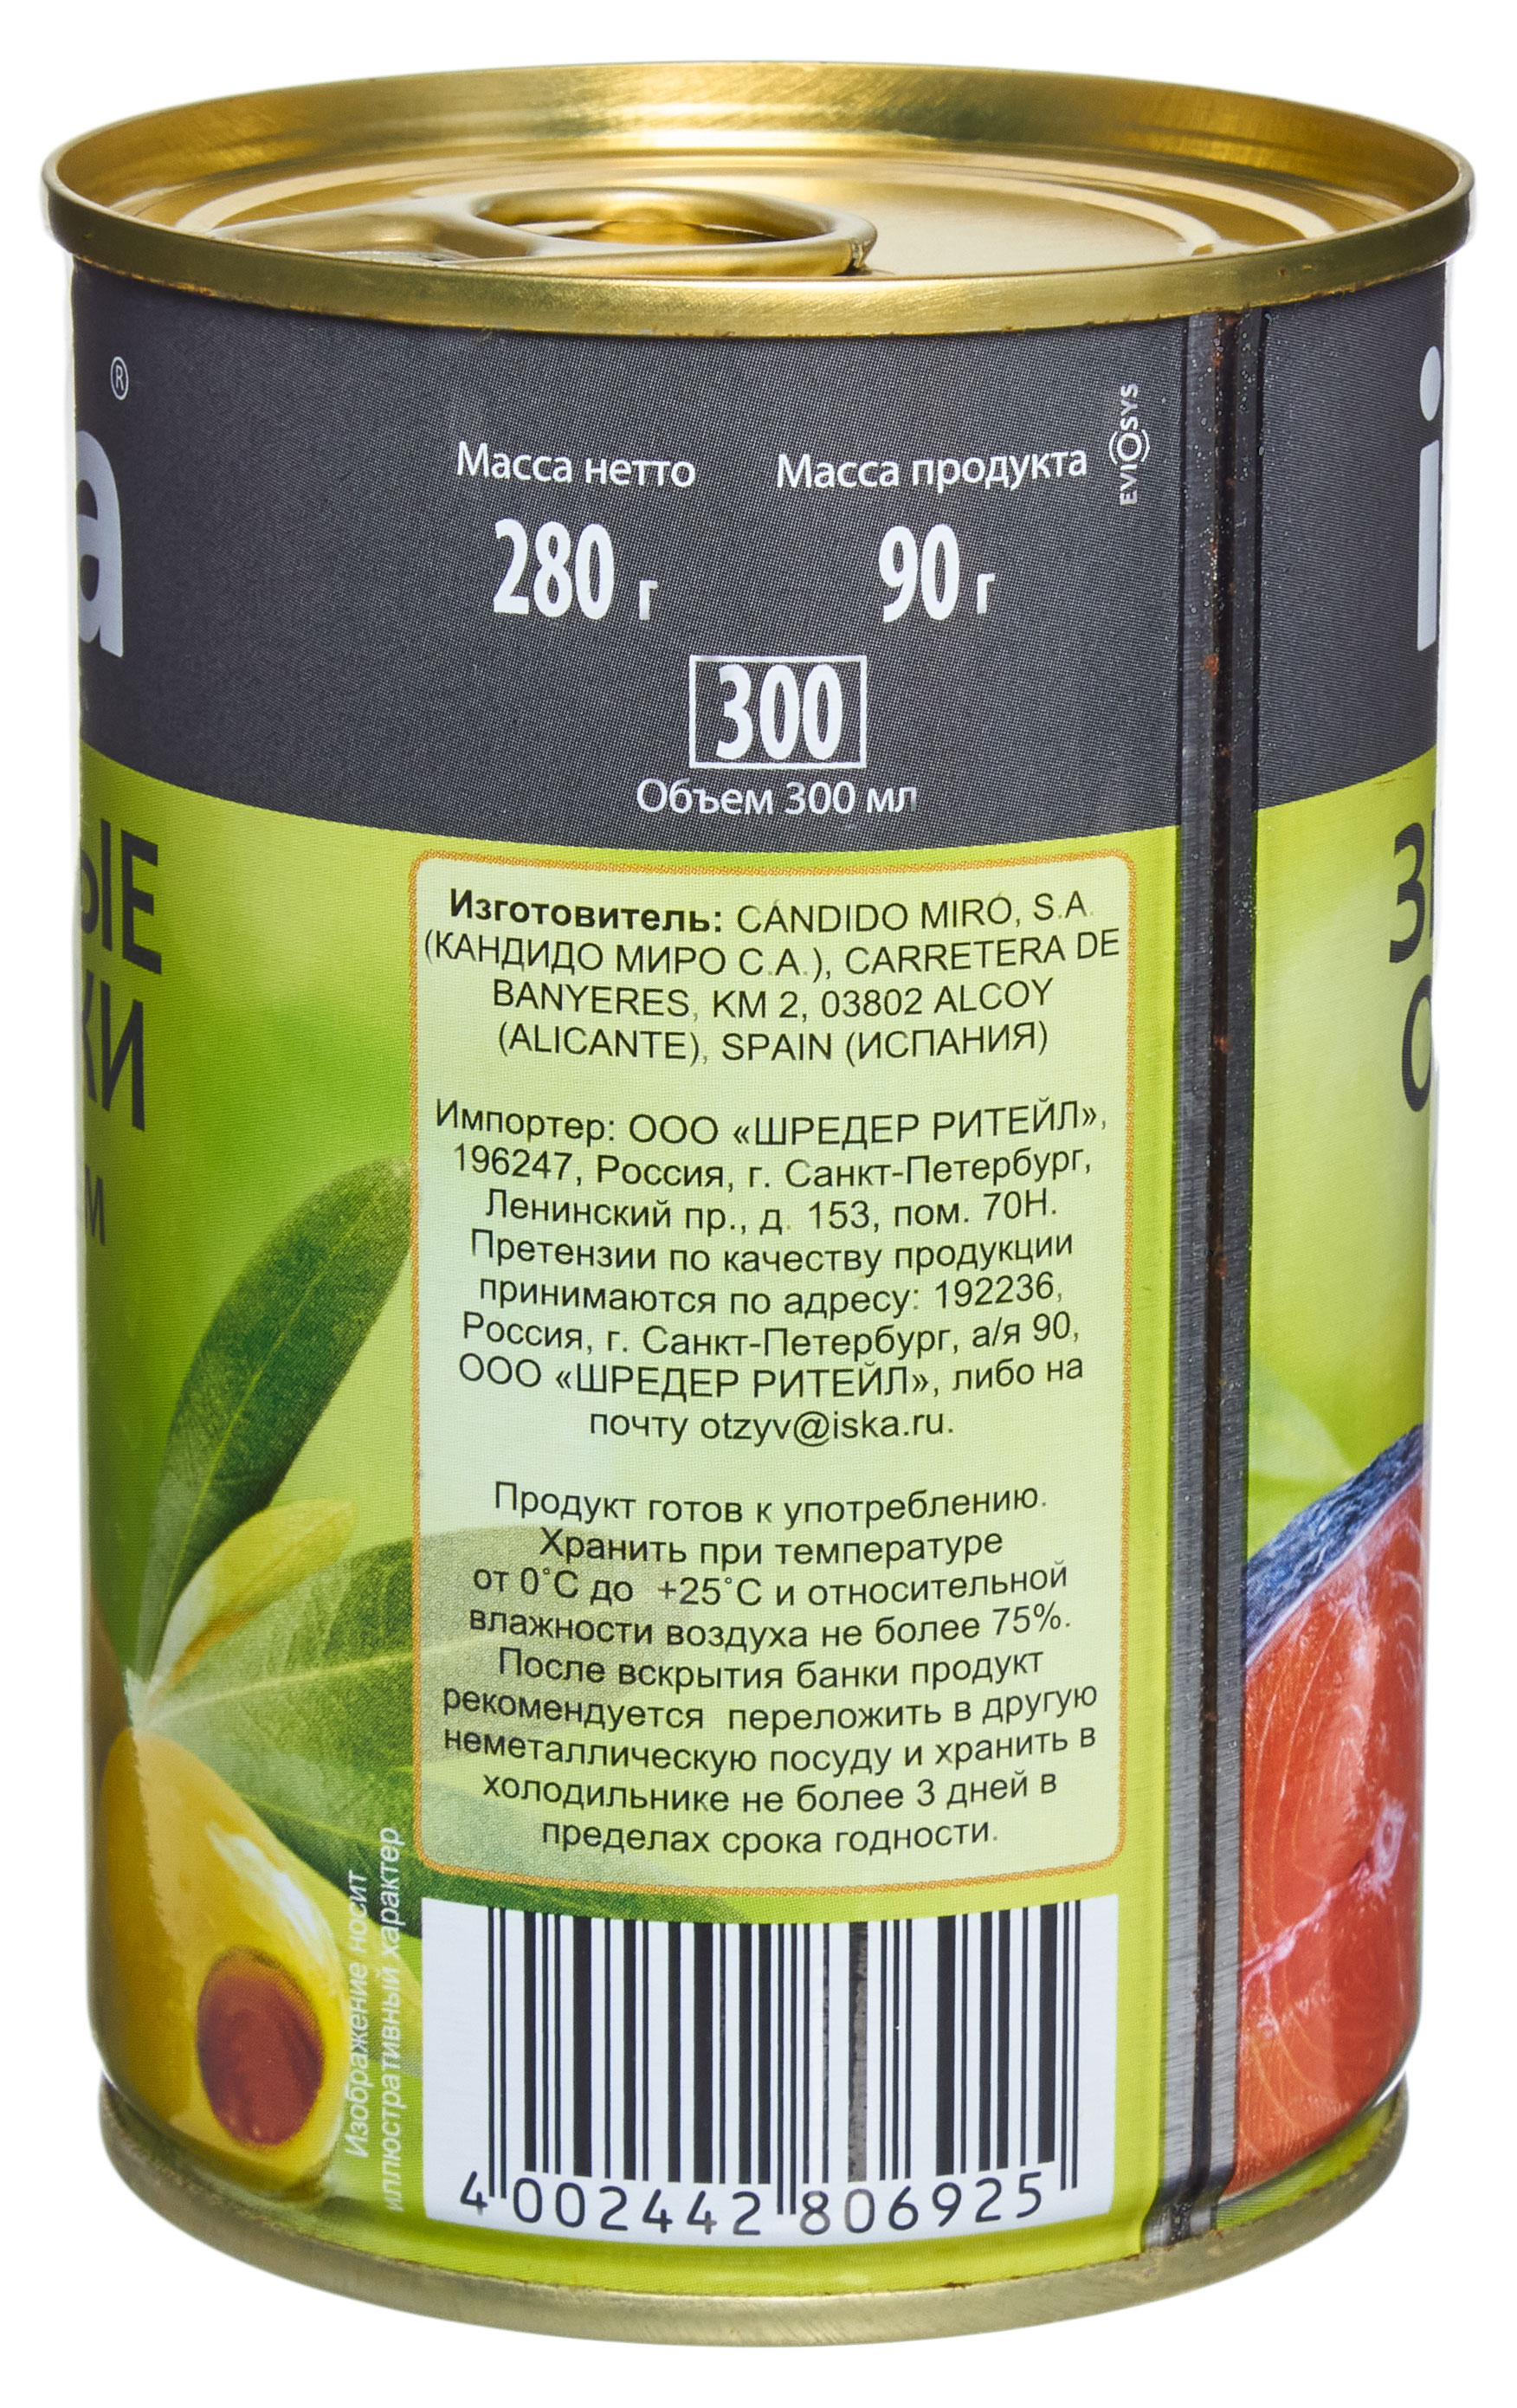 ®
a
EVIOSYS
Масса нетто Масса продукта
280 г 90 г
300
Объем 300 мл
ЫЕ
КИ
м
Изготовитель: CÁNDIDO MIRÓ, S.A.
(КАНДИДО МИРО С.А.), CARRETERA DE
BANYERES, KM 2, 03802 ALCOY
(ALICANTE), SPAIN (ИСПАНИЯ)
Импортер: ООО «ШРЕДЕР РИТЕЙЛ»,
196247, Россия, г. Санкт-Петербург,
Ленинский пр., д. 153, пом. 70Н.
Претензии по качеству продукции
принимаются по адресу: 192236,
Россия, г. Санкт-Петербург, а/я 90,
ООО «ШРЕДЕР РИТЕЙЛ», либо на
почту otzyv@iska.ru.
Продукт готов к употреблению.
Хранить при температуре
от 0˚С до +25˚С и относительной
влажности воздуха не более 75%.
После вскрытия банки продукт
рекомендуется переложить в другую
неметаллическую посуду и хранить в
холодильнике не более 3 дней в
пределах срока годности.
Изображение носит
иллюстративный характер
4 002442 806925
i
З
О